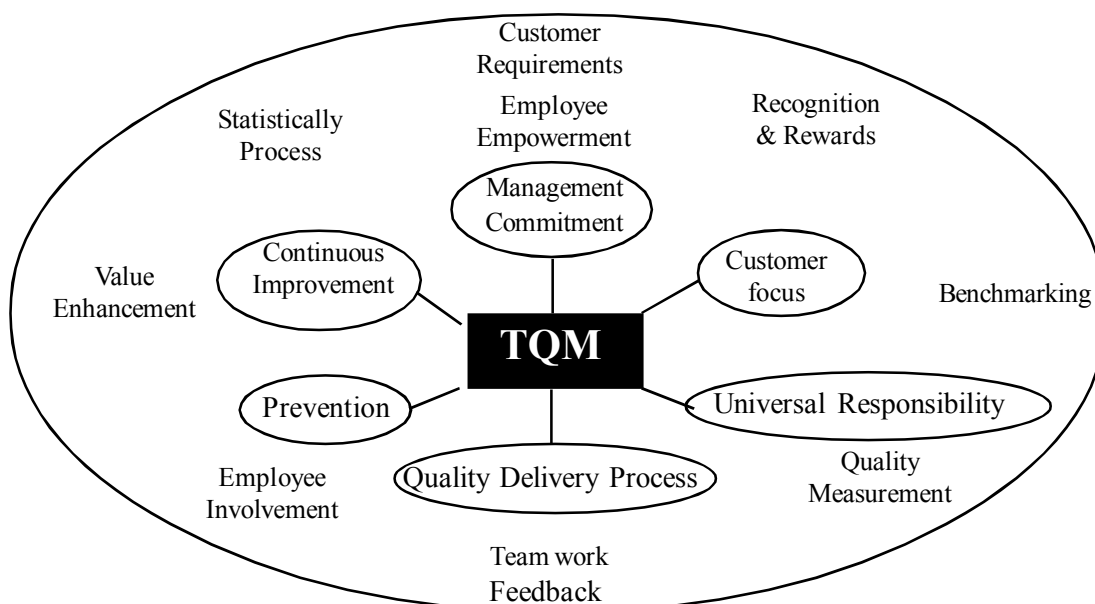 Customer
Requirements
Employee
Empowerment
Recognition
& Rewards
Statistically
Process
Management
Commitment
Continuous
Improvement
Customer
focus
Value
Enhancement
Benchmarking
TQM
Prevention
Universal Responsibility
Quality Delivery Process
Employee
Involvement
Quality
Measurement
Team work
Feedback